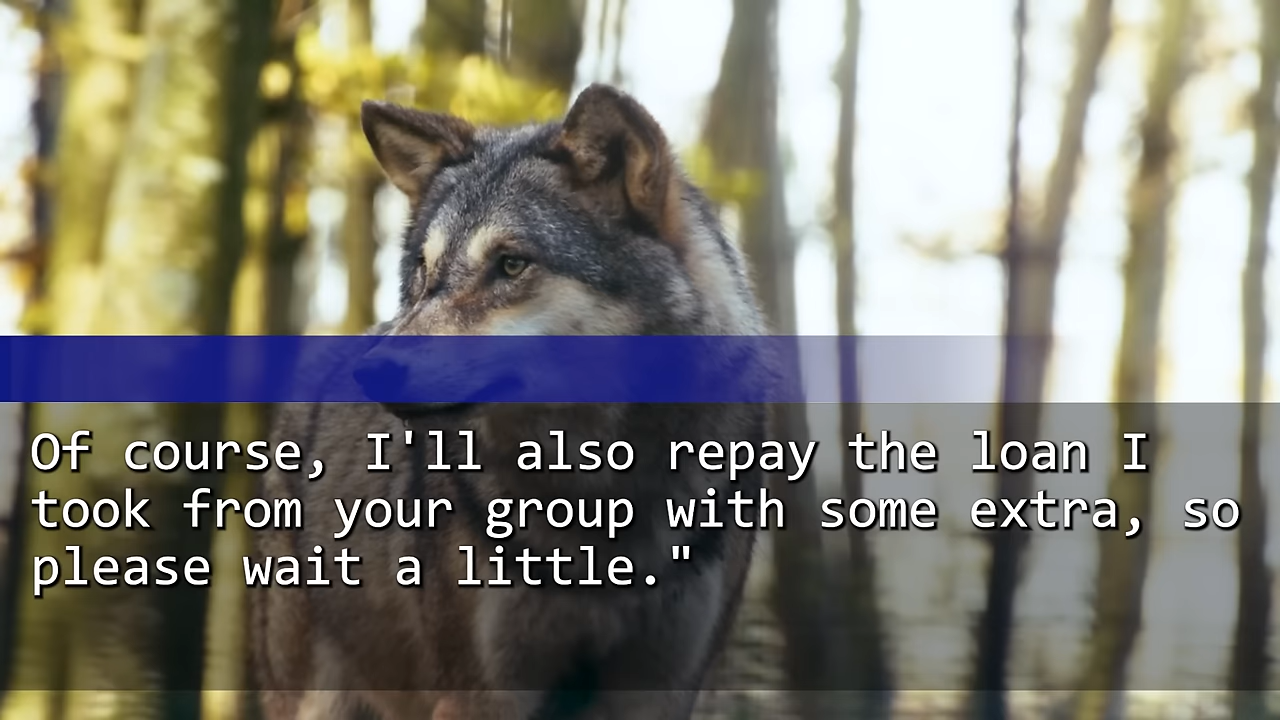 Of course, I'll also repay the loan I
took from your group with some extra, so
please wait a little."